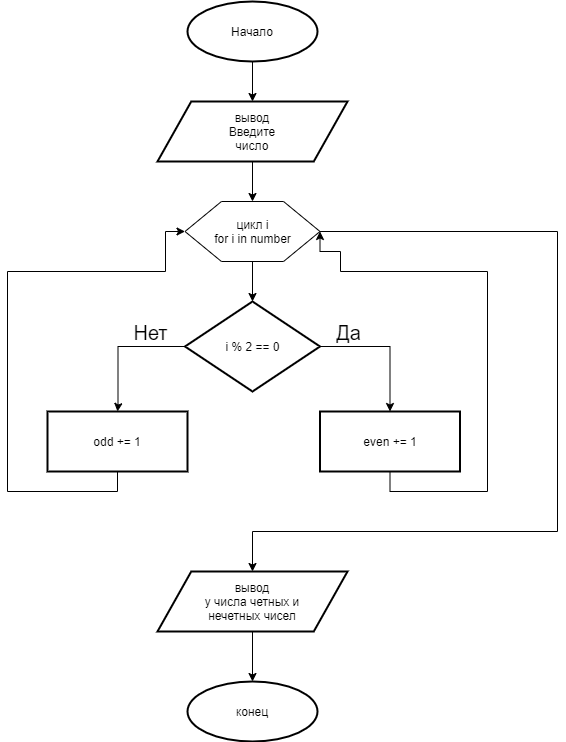 Начало
вывод
Введите
число
цикл i
for i in number
Нет
Да
i % 2 == 0
odd += 1
even += 1
вывод
у числа четных и
нечетных чисел
конец